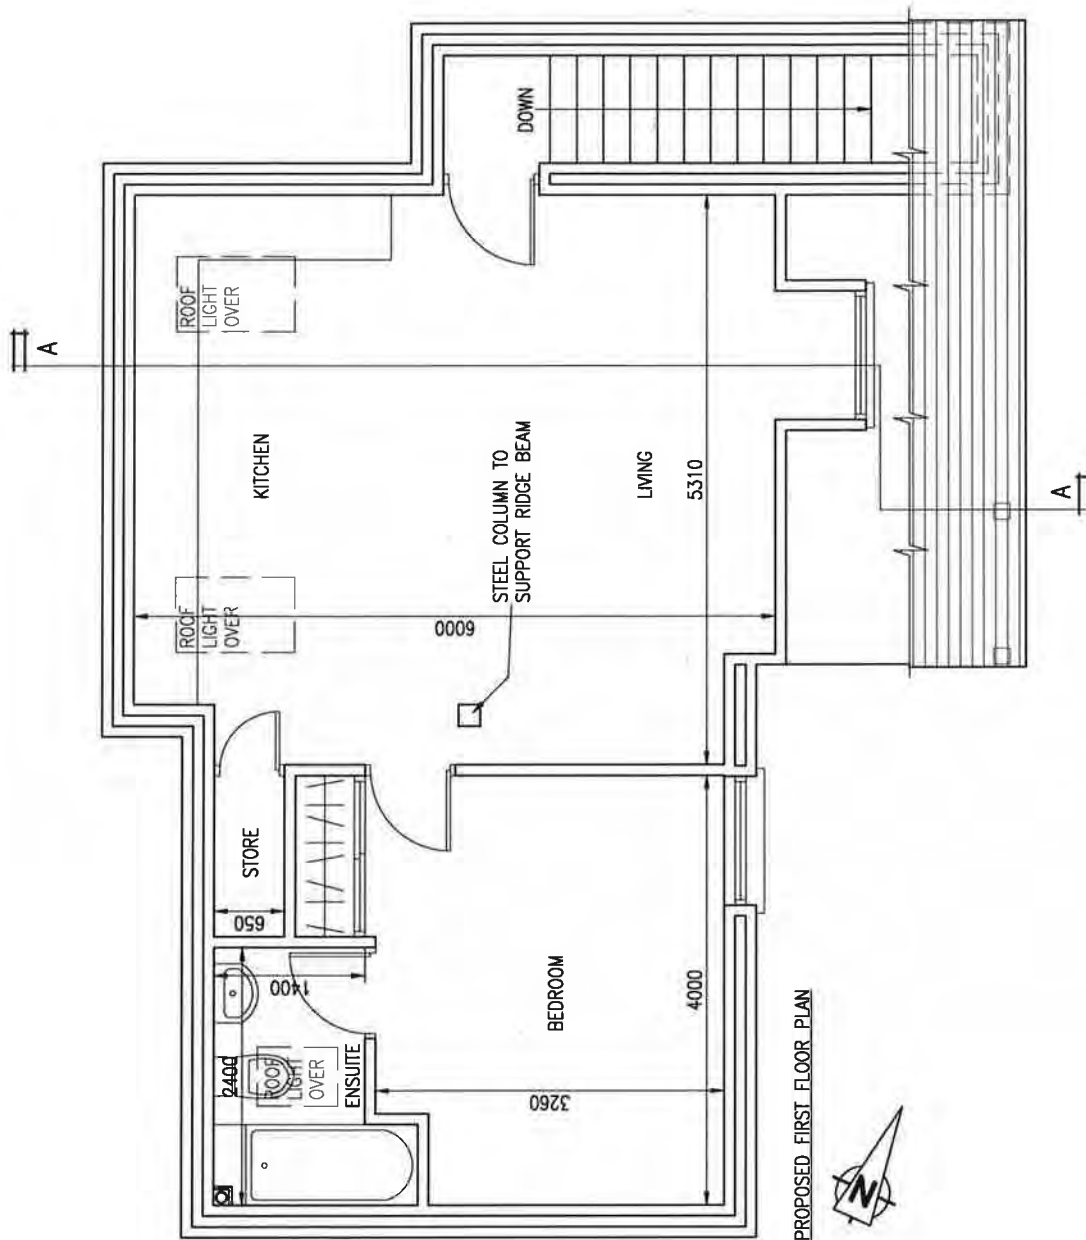 ROOF
LIGHT
OVER
ROOF
LIGHT
OVER
ROOF
LIGHT
OVER
A
A
DOWN
KITCHEN
STEEL COLUMN TO
SUPPORT RIDGE BEAM
LIVING
5310
6000
STORE
650
1400
2400
ENSUITE
BEDROOM
4000
3260
PROPOSED FIRST FLOOR PLAN
N